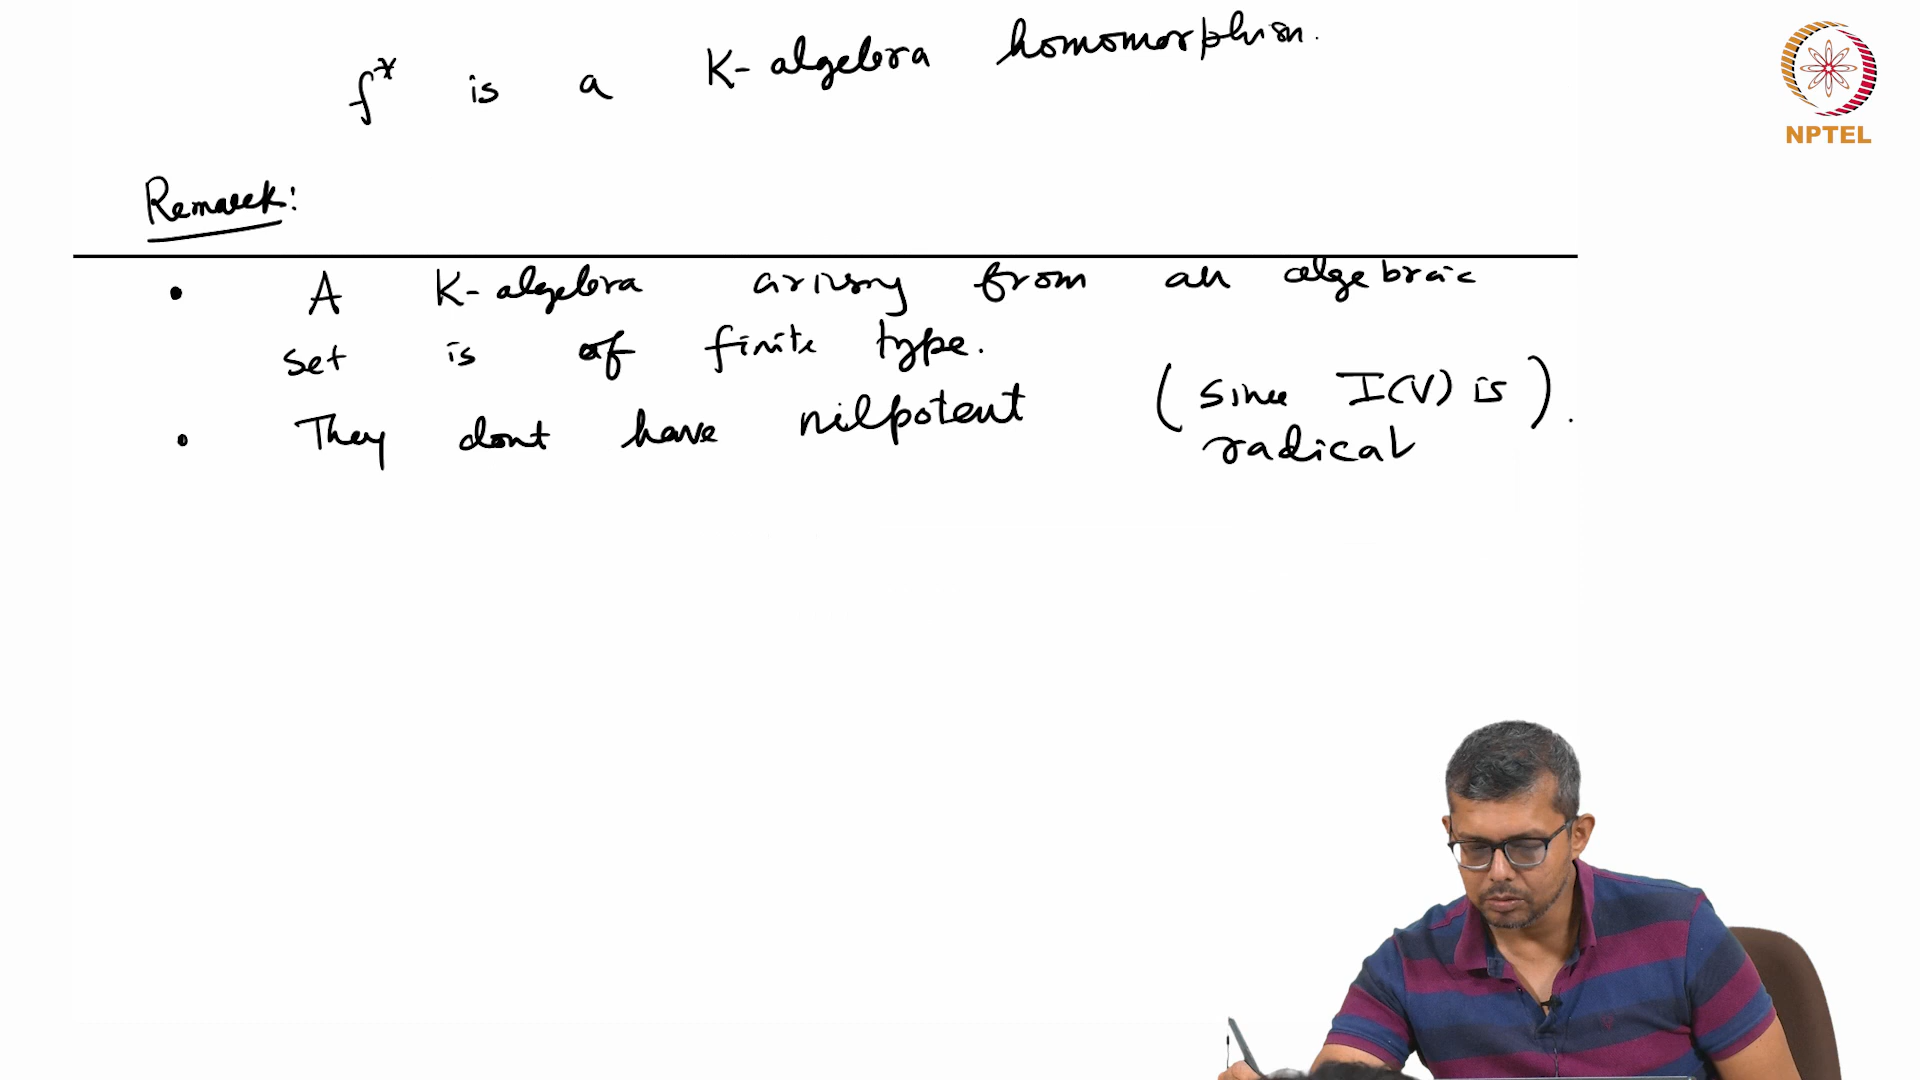 f* is a K-algebra homomorphism.
NPTEL
Remark:
• A K-algebra arising from an algebraic
set is of finite type.
• They dont have nilpotent (since I(V) is
radical).